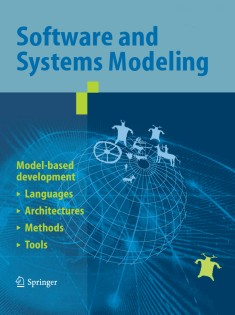 Software and
Systems Modeling
Model-based
development
▸ Languages
▸ Architectures
▸ Methods
▸ Tools
Springer